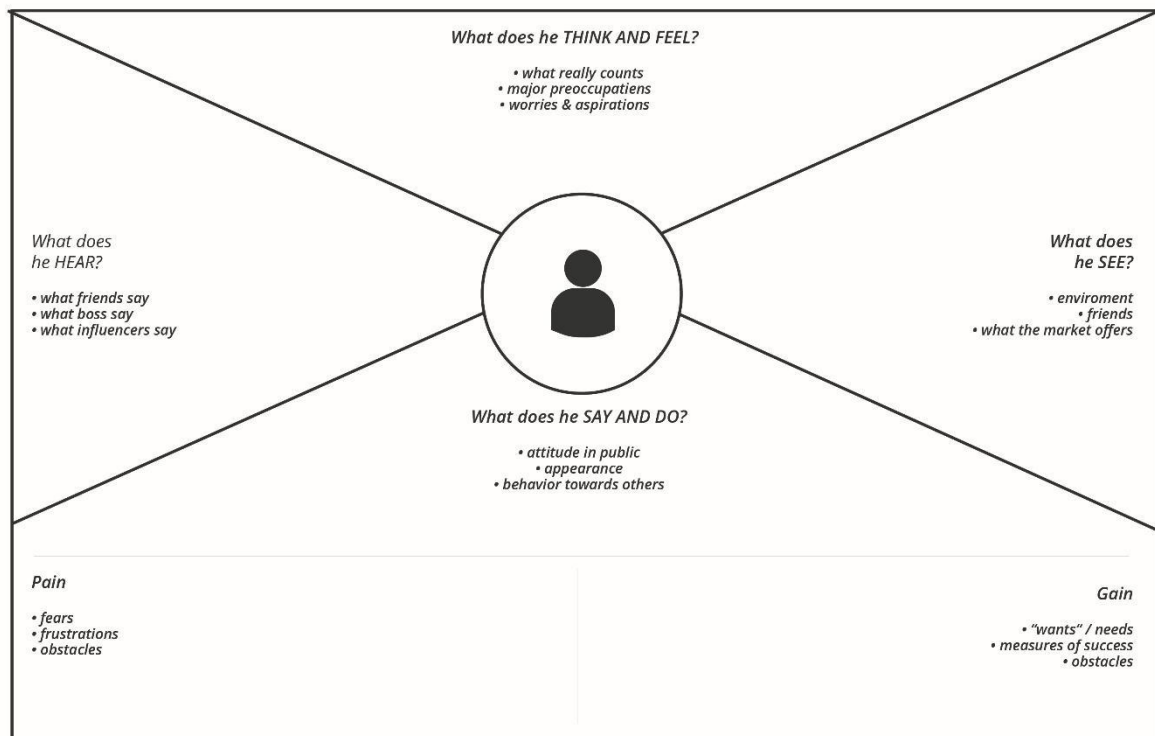 What does he THINK AND FEEL?
• what really counts
• major preoccupatiens
• worries & aspirations
What does
he HEAR?
• what friends say
• what boss say
• what influencers say
What does
he SEE?
• enviroment
• friends
• what the market offers
What does he SAY AND DO?
• attitude in public
• appearance
• behavior towards others
Pain
• fears
• frustrations
• obstacles
Gain
• “wants” / needs
• measures of success
• obstacles